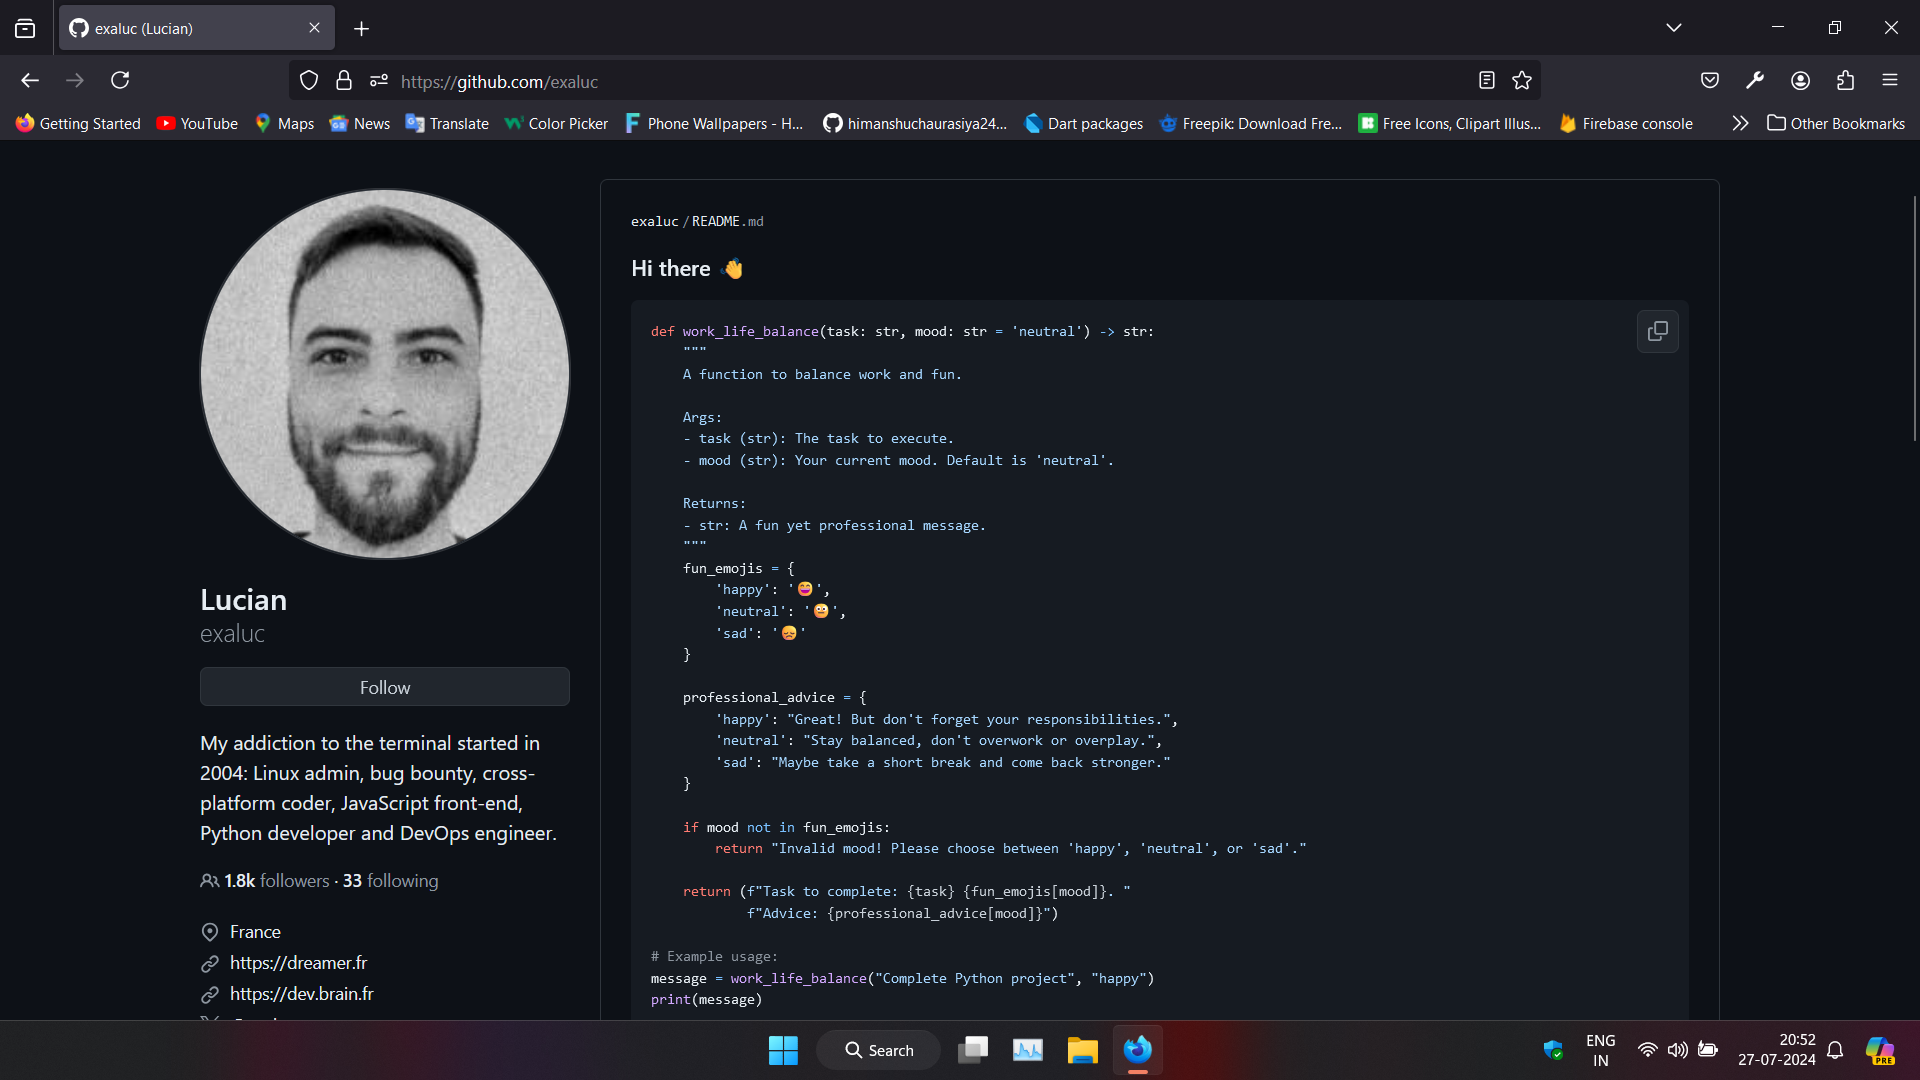 exaluc (Lucian)
https://github.com/exaluc
Getting Started
YouTube
Maps
News
Translate
Color Picker
Phone Wallpapers - H...
himanshuchaurasiya24...
Dart packages
Freepik: Download Fre...
Free Icons, Clipart Illus...
Firebase console
Other Bookmarks
Lucian
exaluc
Follow
My addiction to the terminal started in
2004: Linux admin, bug bounty, cross-
platform coder, JavaScript front-end,
Python developer and DevOps engineer.
1.8k followers · 33 following
France
https://dreamer.fr
https://dev.brain.fr
exaluc/README.md
Hi there 👋
def work_life_balance(task: str, mood: str = 'neutral') -> str:
"""
A function to balance work and fun.
Args:
- task (str): The task to execute.
- mood (str): Your current mood. Default is 'neutral'.
Returns:
- str: A fun yet professional message.
"""
fun_emojis = {
'happy': '😄',
'neutral': '😐',
'sad': '😞'
}
professional_advice = {
'happy': "Great! But don't forget your responsibilities.",
'neutral': "Stay balanced, don't overwork or overplay.",
'sad': "Maybe take a short break and come back stronger."
}
if mood not in fun_emojis:
return "Invalid mood! Please choose between 'happy', 'neutral', or 'sad'."
return (f"Task to complete: {task} {fun_emojis[mood]}. "
f"Advice: {professional_advice[mood]}")
# Example usage:
message = work_life_balance("Complete Python project", "happy")
print(message)
Search
ENG
IN
20:52
27-07-2024
PRE